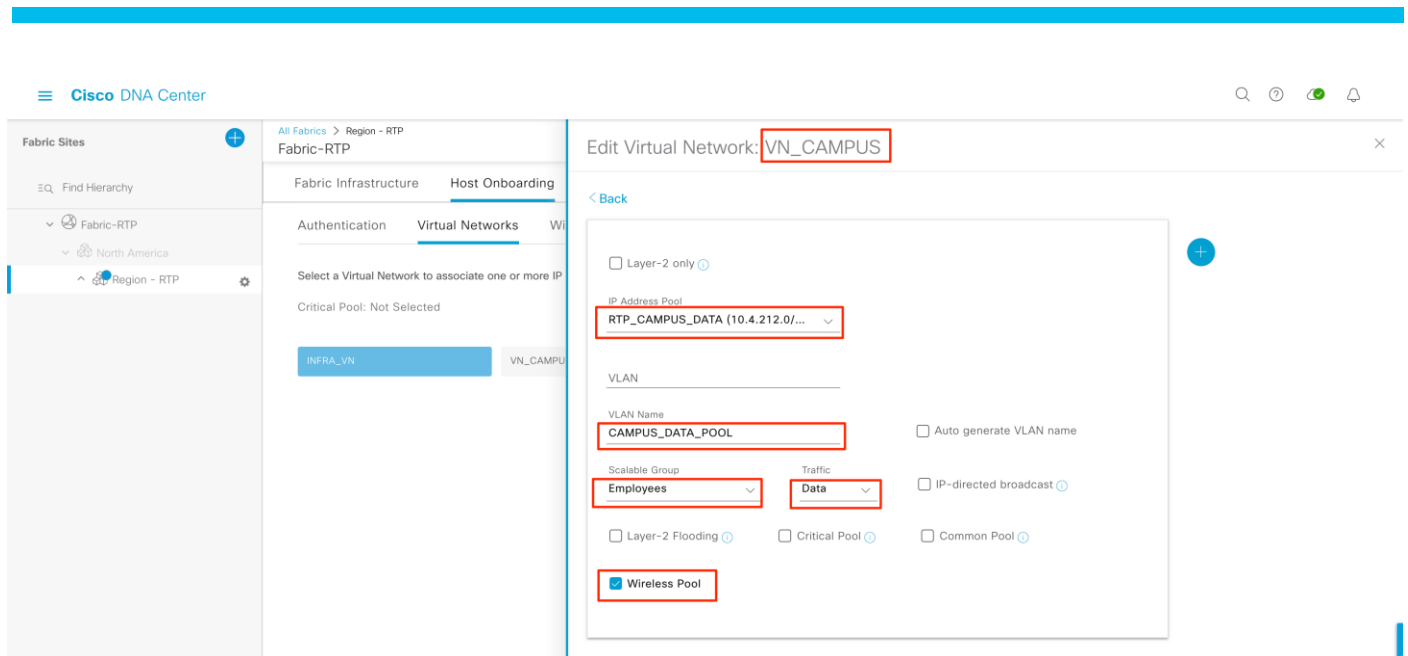 Cisco DNA Center
Fabric Sites
Find Hierarchy
Fabric-RTP
North America
Region - RTP
All Fabrics > Region - RTP
Fabric-RTP
Fabric Infrastructure Host Onboarding
Authentication Virtual Networks Wi
Select a Virtual Network to associate one or more IP
Critical Pool: Not Selected
INFRA_VN VN_CAMPU
Edit Virtual Network: VN_CAMPUS
< Back
Layer-2 only
IP Address Pool
RTP_CAMPUS_DATA (10.4.212.0/...
VLAN
VLAN Name
CAMPUS_DATA_POOL
Auto generate VLAN name
Scalable Group Traffic
Employees Data
IP-directed broadcast
Layer-2 Flooding Critical Pool Common Pool
Wireless Pool